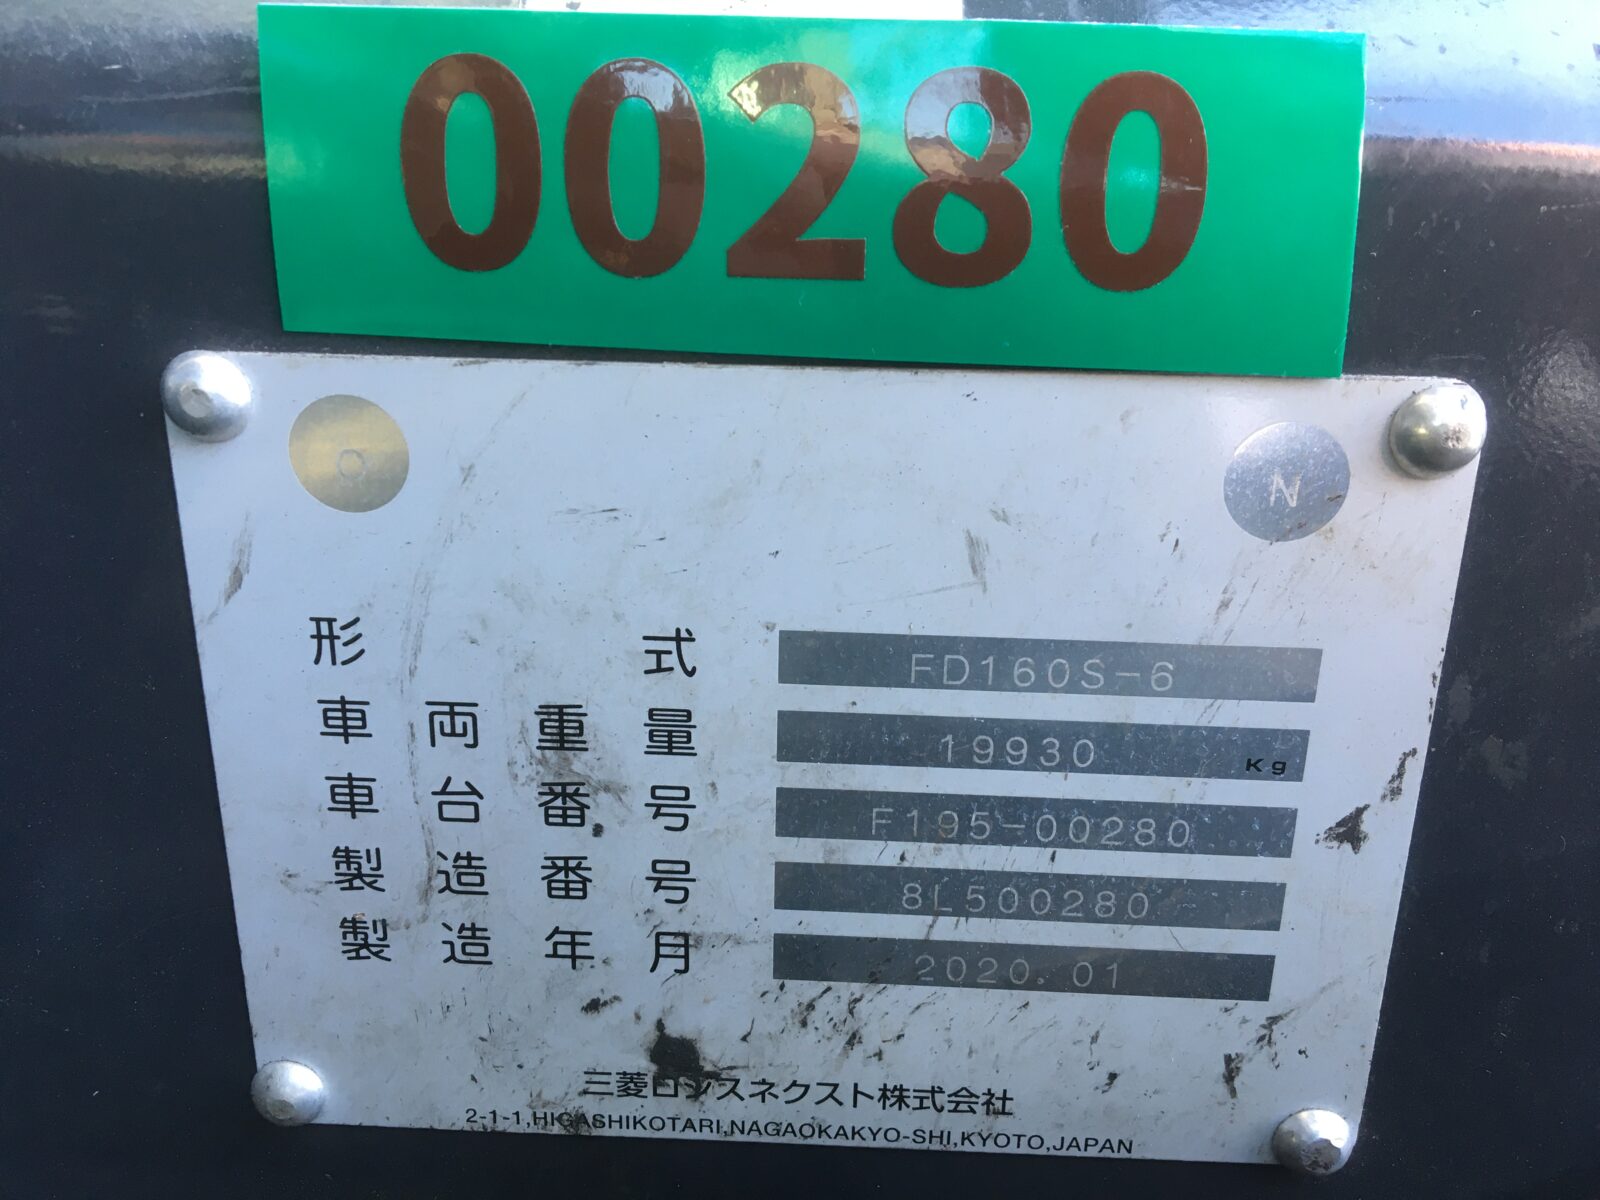 00280
Q N
形式 FD160S-6
車両重量 19930 Kg
車台番号 F195-00280
製造番号 8L500280
製造年月 2020.01
三菱ロジスネクスト株式会社
2-1-1,HIGASHIKOTARI,NAGAOKAKYO-SHI,KYOTO,JAPAN